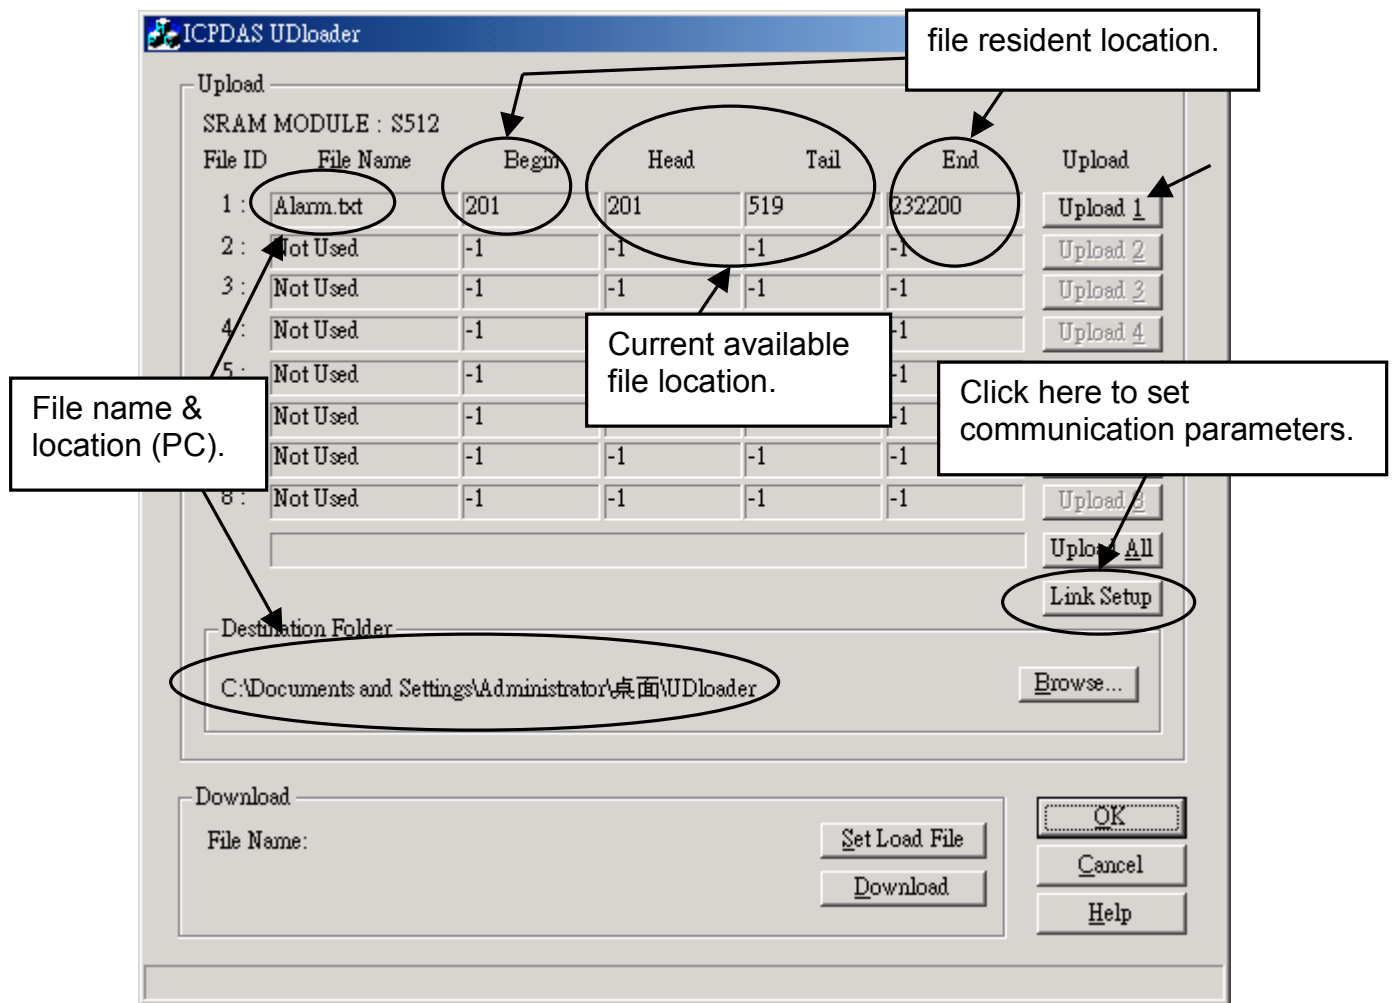 ICPDAS UDloader
file resident location.
Upload
SRAM MODULE : S512
File ID File Name Begin Head Tail End Upload
1 : Alarm.txt 201 201 519 232200 Upload 1
2 : Not Used -1 -1 -1 -1 Upload 2
3 : Not Used -1 -1 -1 -1 Upload 3
4 : Not Used -1 -1 Upload 4
Current available
file location.
5 : Not Used -1 -1
Click here to set
communication parameters.
File name &
location (PC).
Not Used -1 -1
Not Used -1 -1 -1 -1
8 : Not Used -1 -1 -1 -1 Upload 8
Upload All
Link Setup
Destination Folder
C:\Documents and Settings\Administrator\桌面\UDloader
Browse...
Download
File Name:
Set Load File
Download
OK
Cancel
Help